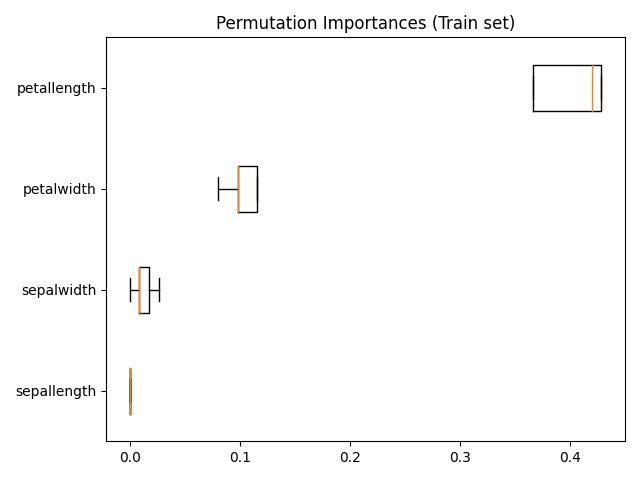 Permutation Importances (Train set)
petallength
petalwidth
sepalwidth
sepallength
0.0 0.1 0.2 0.3 0.4